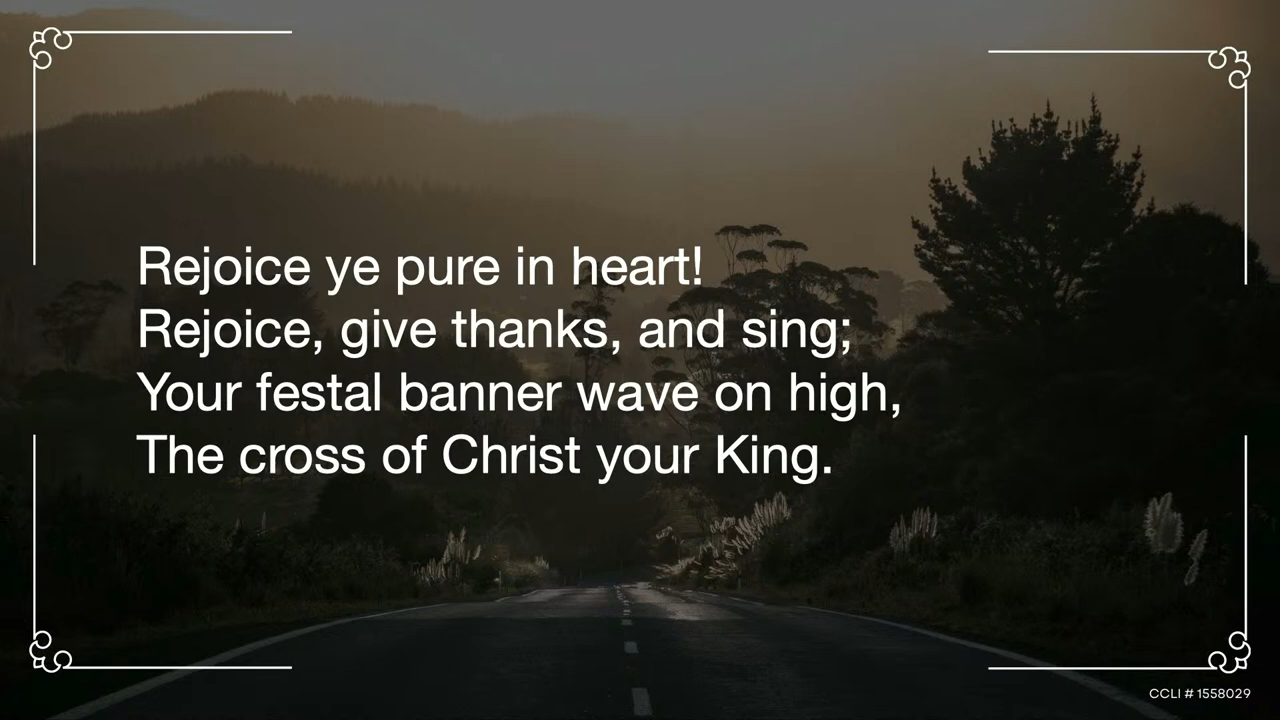 Rejoice ye pure in heart!
Rejoice, give thanks, and sing;
Your festal banner wave on high,
The cross of Christ your King.
CCLI # 1558029